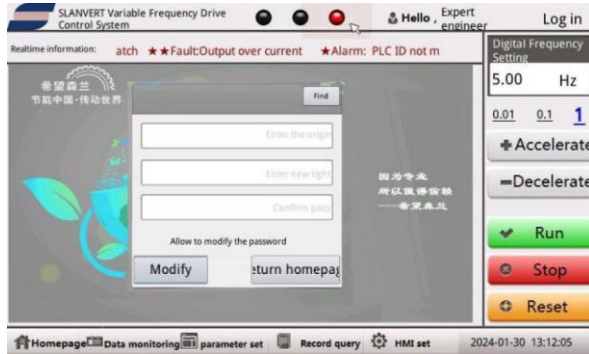 SLANVERT Variable Frequency Drive
Control System
Hello ,
Expert
engineer
Log in
Realtime information:
atch ★★Fault:Output over current ★Alarm: PLC ID not m
Digital Frequency
Setting
5.00 Hz
0.01 0.1 1
Accelerate
Decelerate
Run
Stop
Reset
希望森兰
节能中国·传动世界
Find
Enter the origin
Enter new tight
Confirm pass
Allow to modify the password
Modify
eturn homepag
因为专业
所以值得信赖
——希望森兰
Homepage Data monitoring parameter set Record query HMI set
2024-01-30 13:12:05